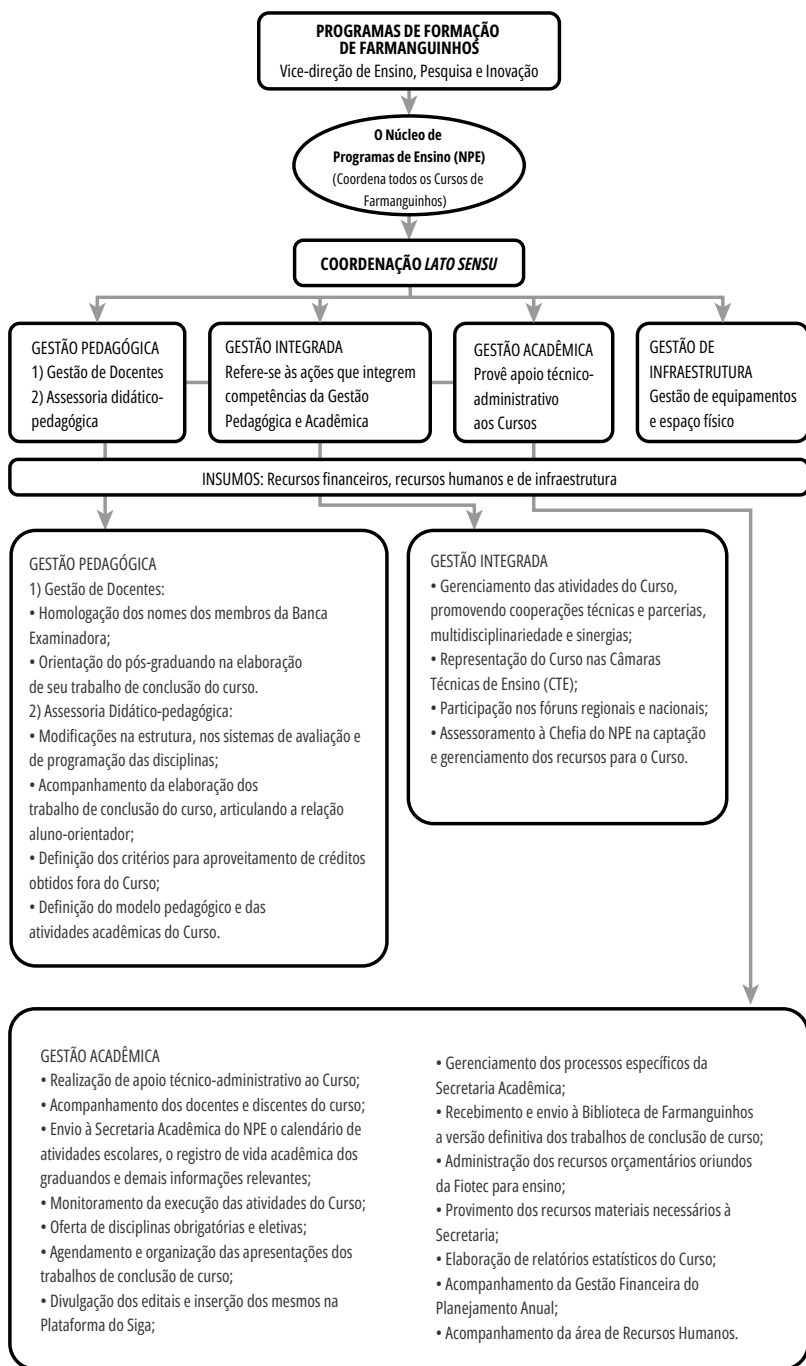 PROGRAMAS DE FORMAÇÃO
DE FARMANGUINHOS
Vice-direção de Ensino, Pesquisa e Inovação
O Núcleo de
Programas de Ensino (NPE)
(Coordena todos os Cursos de
Farmanguinhos)
COORDENAÇÃO LATO SENSU
GESTÃO PEDAGÓGICA
1) Gestão de Docentes
2) Assessoria didático-
pedagógica
GESTÃO INTEGRADA
Refere-se às ações que integrem
competências da Gestão
Pedagógica e Acadêmica
GESTÃO ACADÊMICA
Provê apoio técnico-
administrativo
aos Cursos
GESTÃO DE
INFRAESTRUTURA
Gestão de equipamentos
e espaço físico
INSUMOS: Recursos financeiros, recursos humanos e de infraestrutura
GESTÃO PEDAGÓGICA
1) Gestão de Docentes:
• Homologação dos nomes dos membros da Banca
Examinadora;
• Orientação do pós-graduando na elaboração
de seu trabalho de conclusão do curso.
2) Assessoria Didático-pedagógica:
• Modificações na estrutura, nos sistemas de avaliação e
de programação das disciplinas;
• Acompanhamento da elaboração dos
trabalho de conclusão do curso, articulando a relação
aluno-orientador;
• Definição dos critérios para aproveitamento de créditos
obtidos fora do Curso;
• Definição do modelo pedagógico e das
atividades acadêmicas do Curso.
GESTÃO INTEGRADA
• Gerenciamento das atividades do Curso,
promovendo cooperações técnicas e parcerias,
multidisciplinariedade e sinergias;
• Representação do Curso nas Câmaras
Técnicas de Ensino (CTE);
• Participação nos fóruns regionais e nacionais;
• Assessoramento à Chefia do NPE na captação
e gerenciamento dos recursos para o Curso.
GESTÃO ACADÊMICA
• Realização de apoio técnico-administrativo ao Curso;
• Acompanhamento dos docentes e discentes do curso;
• Envio à Secretaria Acadêmica do NPE o calendário de
atividades escolares, o registro de vida acadêmica dos
graduandos e demais informações relevantes;
• Monitoramento da execução das atividades do Curso;
• Oferta de disciplinas obrigatórias e eletivas;
• Agendamento e organização das apresentações dos
trabalhos de conclusão de curso;
• Divulgação dos editais e inserção dos mesmos na
Plataforma do Siga;
• Gerenciamento dos processos específicos da
Secretaria Acadêmica;
• Recebimento e envio à Biblioteca de Farmanguinhos
a versão definitiva dos trabalhos de conclusão de curso;
• Administração dos recursos orçamentários oriundos
da Fiotec para ensino;
• Provimento dos recursos materiais necessários à
Secretaria;
• Elaboração de relatórios estatísticos do Curso;
• Acompanhamento da Gestão Financeira do
Planejamento Anual;
• Acompanhamento da área de Recursos Humanos.